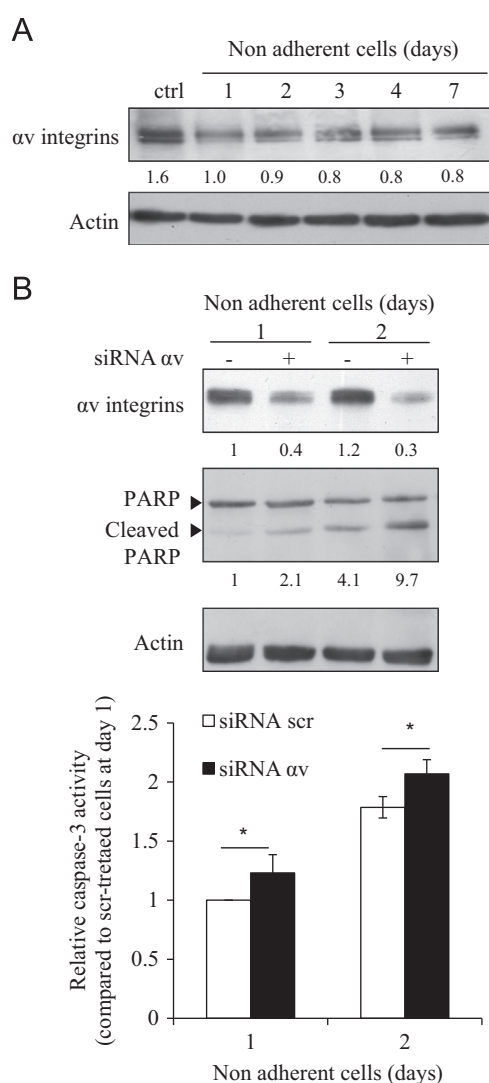 A
Non adherent cells (days)
ctrl 1 2 3 4 7
αv integrins
1.6 1.0 0.9 0.8 0.8 0.8
Actin
B
Non adherent cells (days)
1 2
siRNA αv - + - +
αv integrins
1 0.4 1.2 0.3
PARP
Cleaved
PARP
1 2.1 4.1 9.7
Actin
Relative caspase-3 activity
(compared to scr-tretaed cells at day 1)
2.5
2
1.5
1
0.5
0
siRNA scr
siRNA αv
*
*
1 2
Non adherent cells (days)